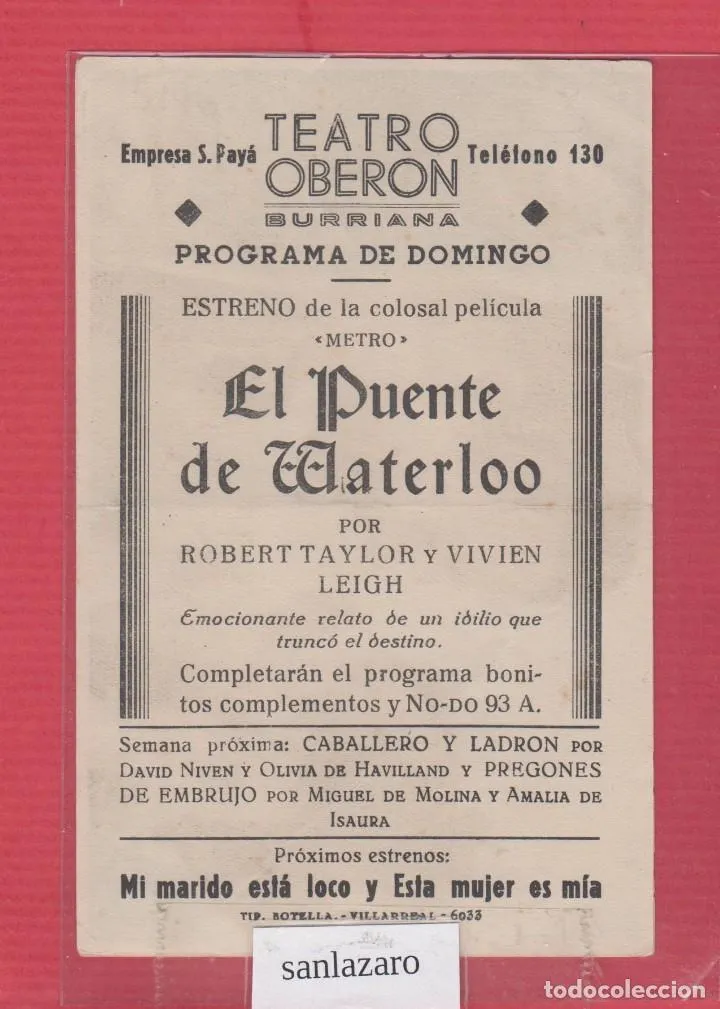 TEATRO
Empresa S. Payá
OBERON
Teléfono 130
BURRIANA
PROGRAMA DE DOMINGO
ESTRENO de la colosal película
«METRO»
El Puente
de Waterloo
POR
ROBERT TAYLOR Y VIVIEN
LEIGH
Emocionante relato de un idilio que
truncó el destino.
Completarán el programa boni-
tos complementos y NO-DO 93 A.
Semana próxima: CABALLERO Y LADRON POR
DAVID NIVEN Y OLIVIA DE HAVILLAND Y PREGONES
DE EMBRUJO POR MIGUEL DE MOLINA Y AMALIA DE
ISAURA
Próximos estrenos:
Mi marido está loco y Esta mujer es mía
TIP. BOTELLA.-VILLARREAL-6033
sanlazaro
todocoleccion